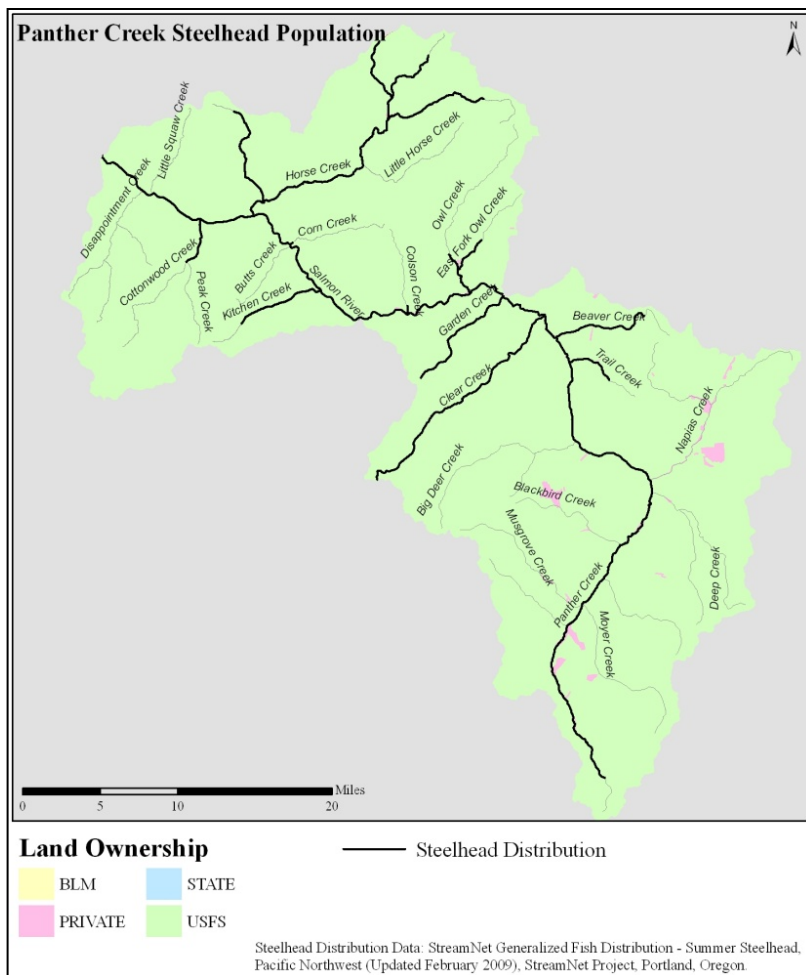 Panther Creek Steelhead Population
N
Little Squaw Creek
Disappointment Creek
Horse Creek
Little Horse Creek
Owl Creek
East Fork Owl Creek
Corn Creek
Colson Creek
Cottonwood Creek
Peak Creek
Butts Creek
Kitchen Creek
Salmon River
Garden Creek
Beaver Creek
Trail Creek
Clear Creek
Napias Creek
Big Deer Creek
Blackbird Creek
Musgrove Creek
Panther Creek
Deep Creek
Moyer Creek
Miles
0 5 10 20
Land Ownership
Steelhead Distribution
BLM STATE
PRIVATE USFS
Steelhead Distribution Data: StreamNet Generalized Fish Distribution - Summer Steelhead,
Pacific Northwest (Updated February 2009), StreamNet Project, Portland, Oregon.